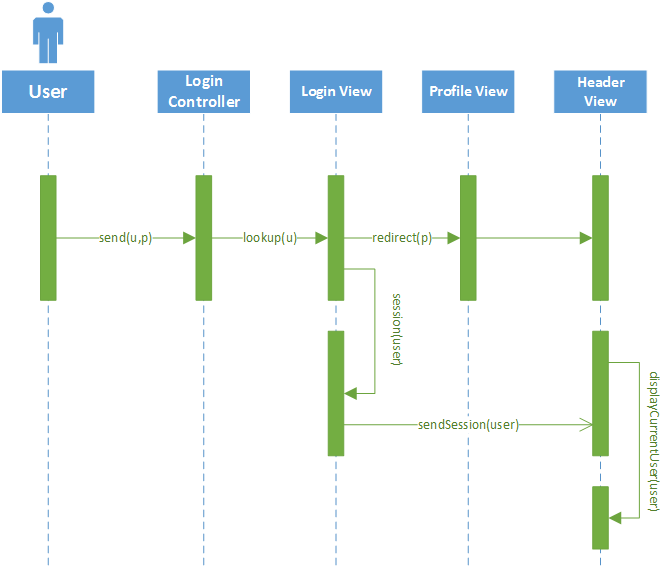 User
Login
Controller
Login View
Profile View
Header
View
send(u,p)
lookup(u)
redirect(p)
session(user)
displayCurrentUser(user)
sendSession(user)